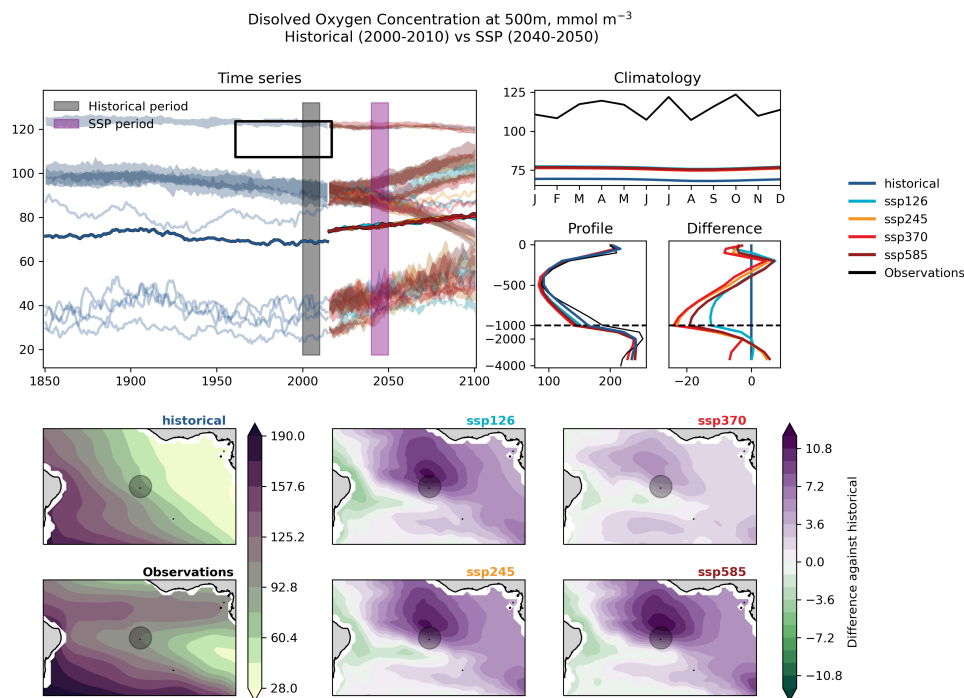 Disolved Oxygen Concentration at 500m, mmol m⁻³
Historical (2000-2010) vs SSP (2040-2050)
Time series
Historical period
SSP period
120
100
80
60
40
20
1850
1900
1950
2000
2050
2100
Climatology
125
100
75
J F M A M J J A S O N D
Profile
0
−500
−1000
−2000
−4000
100
200
Difference
−20
0
historical
ssp126
ssp245
ssp370
ssp585
Observations
historical
190.0
157.6
125.2
92.8
60.4
28.0
ssp126
ssp370
10.8
7.2
3.6
0.0
−3.6
−7.2
−10.8
Difference against historical
Observations
ssp245
ssp585